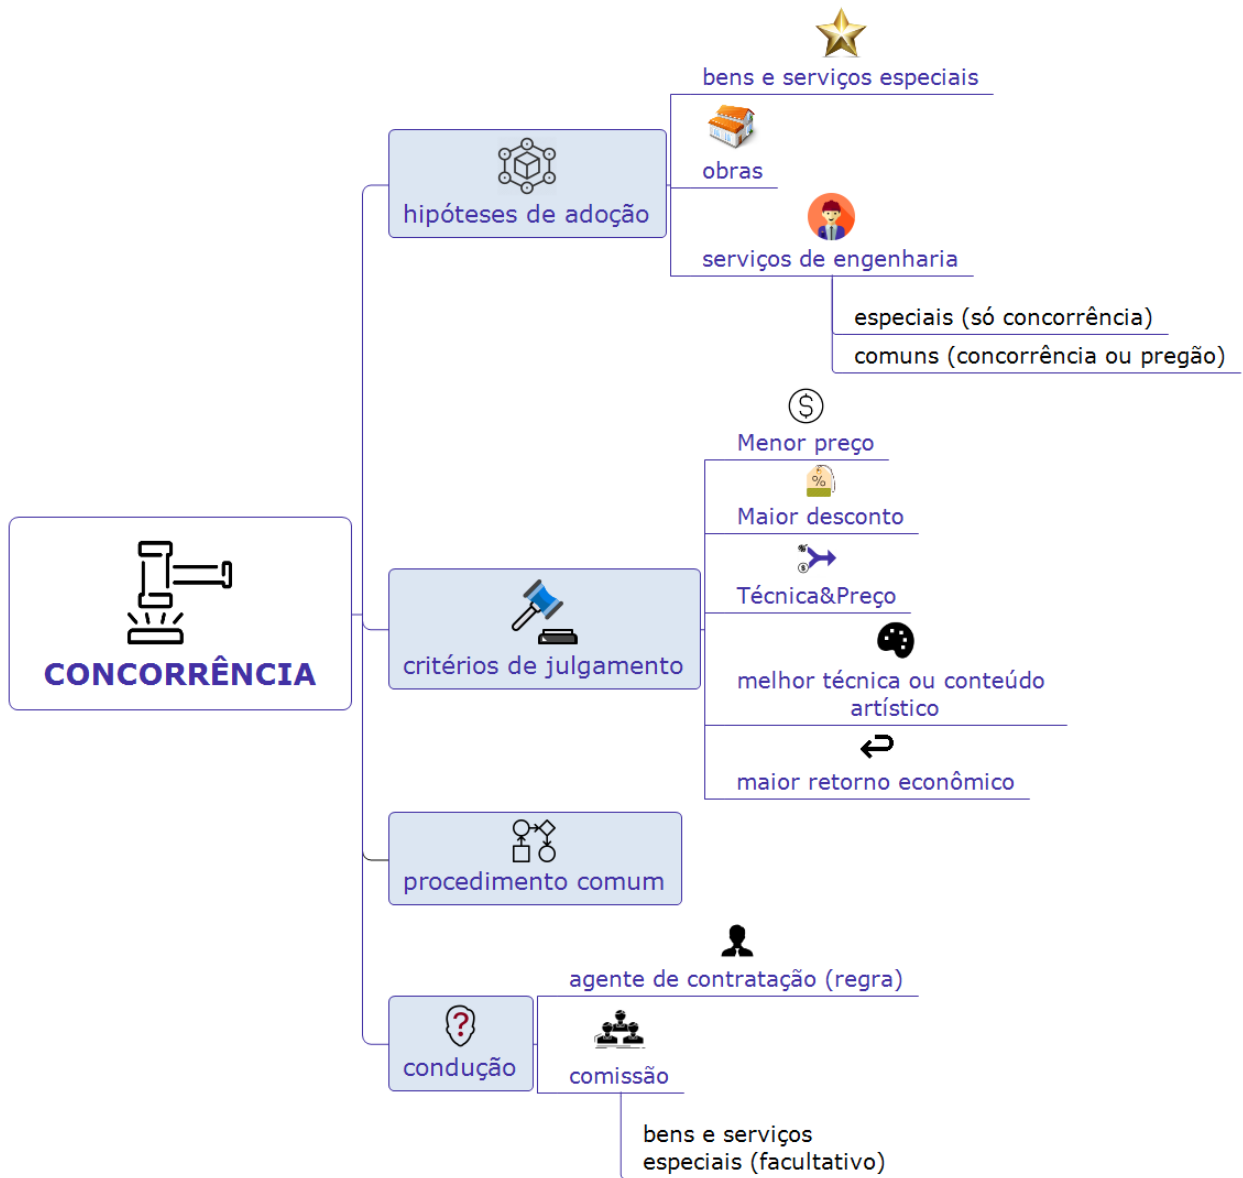 bens e serviços especiais
obras
hipóteses de adoção
serviços de engenharia
especiais (só concorrência)
comuns (concorrência ou pregão)
$
Menor preço
%
Maior desconto
Técnica&Preço
CONCORRÊNCIA
critérios de julgamento
melhor técnica ou conteúdo
artístico
maior retorno econômico
procedimento comum
agente de contratação (regra)
?
condução
comissão
bens e serviços
especiais (facultativo)